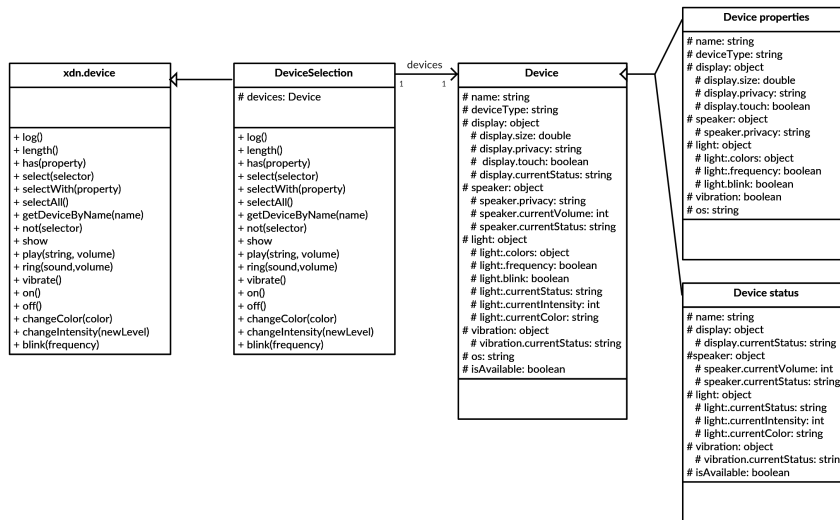 xdn.device
+ log()
+ length()
+ has(property)
+ select(selector)
+ selectWith(property)
+ selectAll()
+ getDeviceByName(name)
+ not(selector)
+ show
+ play(string, volume)
+ ring(sound,volume)
+ vibrate()
+ on()
+ off()
+ changeColor(color)
+ changeIntensity(newLevel)
+ blink(frequency)
DeviceSelection
# devices: Device
+ log()
+ length()
+ has(property)
+ select(selector)
+ selectWith(property)
+ selectAll()
+ getDeviceByName(name)
+ not(selector)
+ show
+ play(string, volume)
+ ring(sound,volume)
+ vibrate()
+ on()
+ off()
+ changeColor(color)
+ changeIntensity(newLevel)
+ blink(frequency)
devices
1 1
Device
# name: string
# deviceType: string
# display: object
# display.size: double
# display.privacy: string
# display.touch: boolean
# display.currentStatus: string
# speaker: object
# speaker.privacy: string
# speaker.currentVolume: int
# speaker.currentStatus: string
# light: object
# light:.colors: object
# light:.frequency: boolean
# light.blink: boolean
# light:.currentStatus: string
# light:.currentIntensity: int
# light:.currentColor: string
# vibration: object
# vibration.currentStatus: string
# os: string
# isAvailable: boolean
Device properties
# name: string
# deviceType: string
# display: object
# display.size: double
# display.privacy: string
# display.touch: boolean
# speaker: object
# speaker.privacy: string
# light: object
# light:.colors: object
# light:.frequency: boolean
# light.blink: boolean
# vibration: boolean
# os: string
Device status
# name: string
# display: object
# display.currentStatus: string
#speaker: object
# speaker.currentVolume: int
# speaker.currentStatus: string
# light: object
# light:.currentStatus: string
# light:.currentIntensity: int
# light:.currentColor: string
# vibration: object
# vibration.currentStatus: strin
# isAvailable: boolean